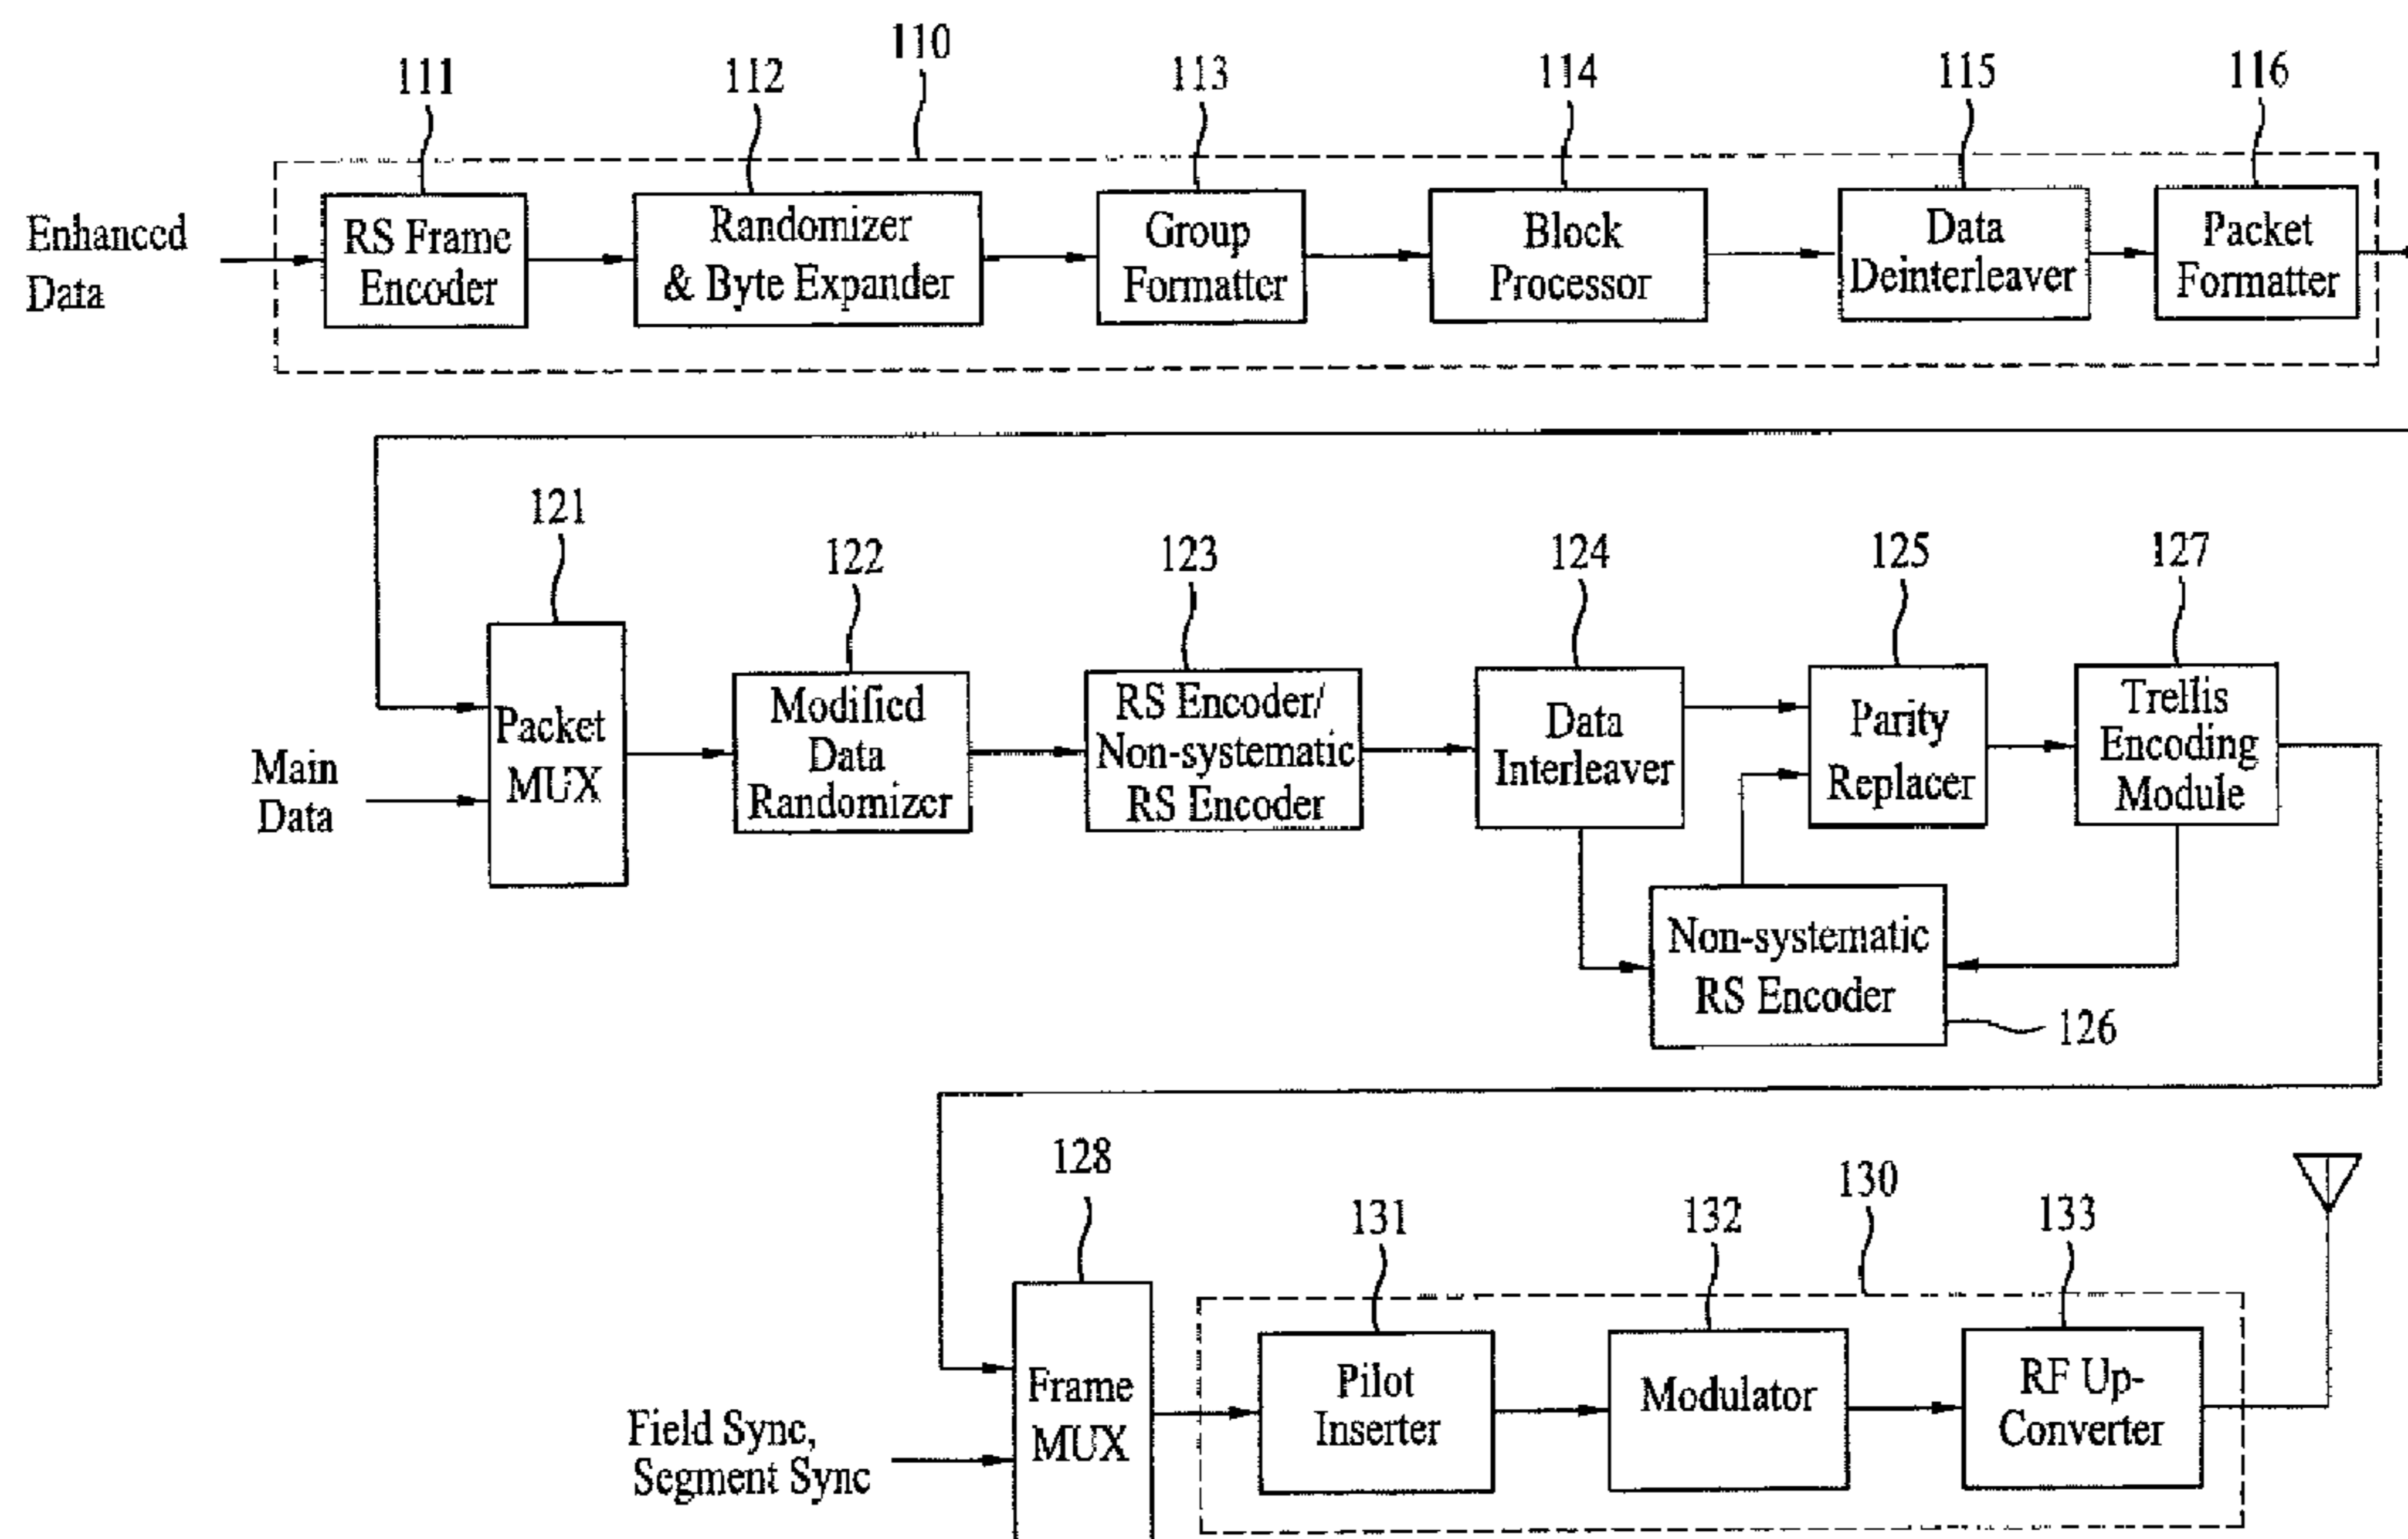 110
111
112
113
114
115
116
Enhanced
Data
RS Frame
Encoder
Randomizer
& Byte Expander
Group
Formatter
Block
Processor
Data
Deinterleaver
Packet
Formatter
121
122
123
124
125
127
Main
Data
Packet
MUX
Modified
Data
Randomizer
RS Encoder/
Non-systematic
RS Encoder
Data
Interleaver
Parity
Replacer
Trellis
Encoding
Module
Non-systematic
RS Encoder
126
128
131
132
130
133
Field Sync,
Segment Sync
Frame
MUX
Pilot
Inserter
Modulator
RF Up-
Converter